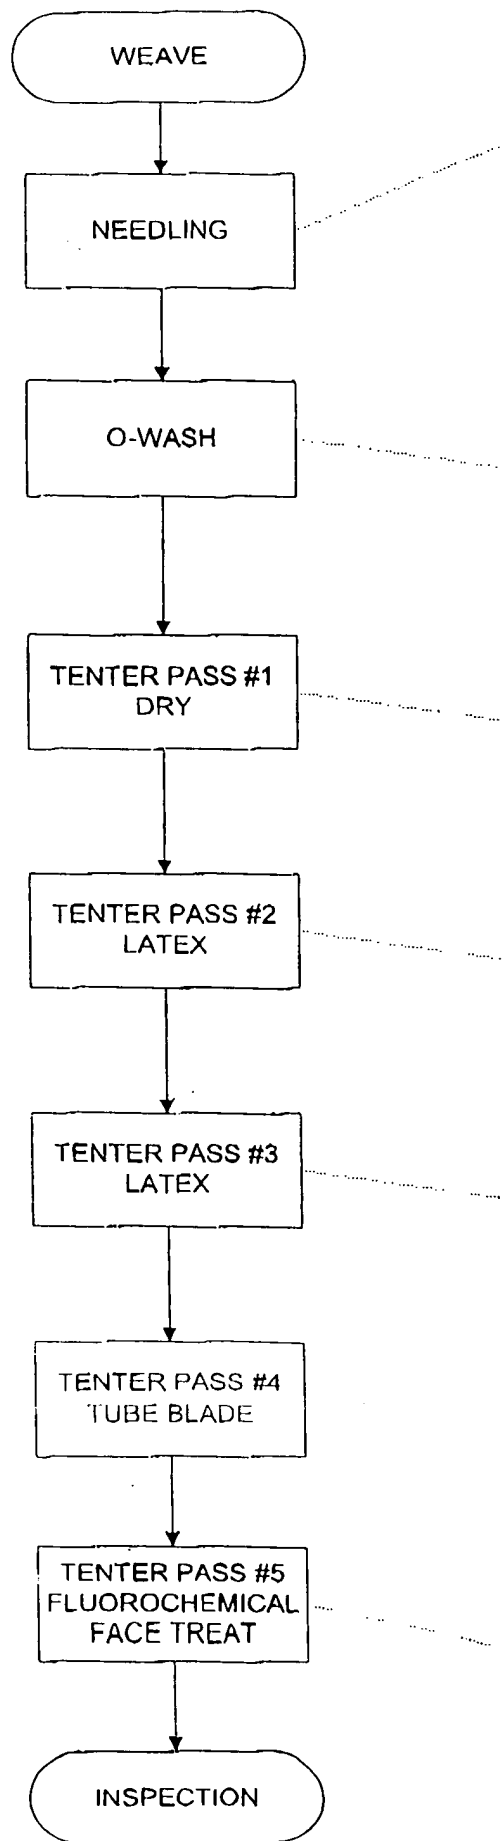 WEAVE
NEEDLING
O-WASH
TENTER PASS #1
DRY
TENTER PASS #2
LATEX
TENTER PASS #3
LATEX
TENTER PASS #4
TUBE BLADE
TENTER PASS #5
FLUOROCHEMICAL
FACE TREAT
INSPECTION